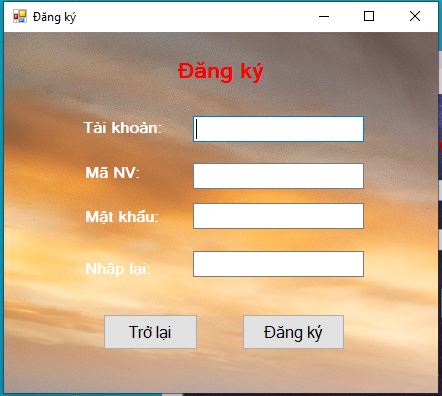 Đăng ký
Đăng ký
Tài khoản:
Mã NV:
Mật khẩu:
Nhập lại:
Trở lại
Đăng ký